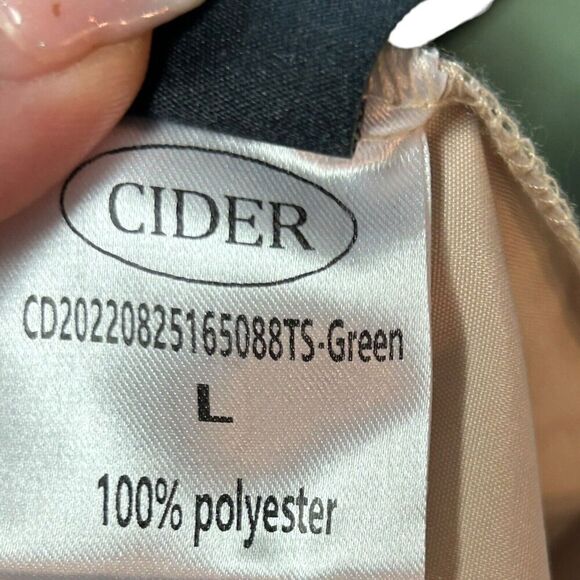 CIDER
CD20220825165088TS-Green
L
100% polyester